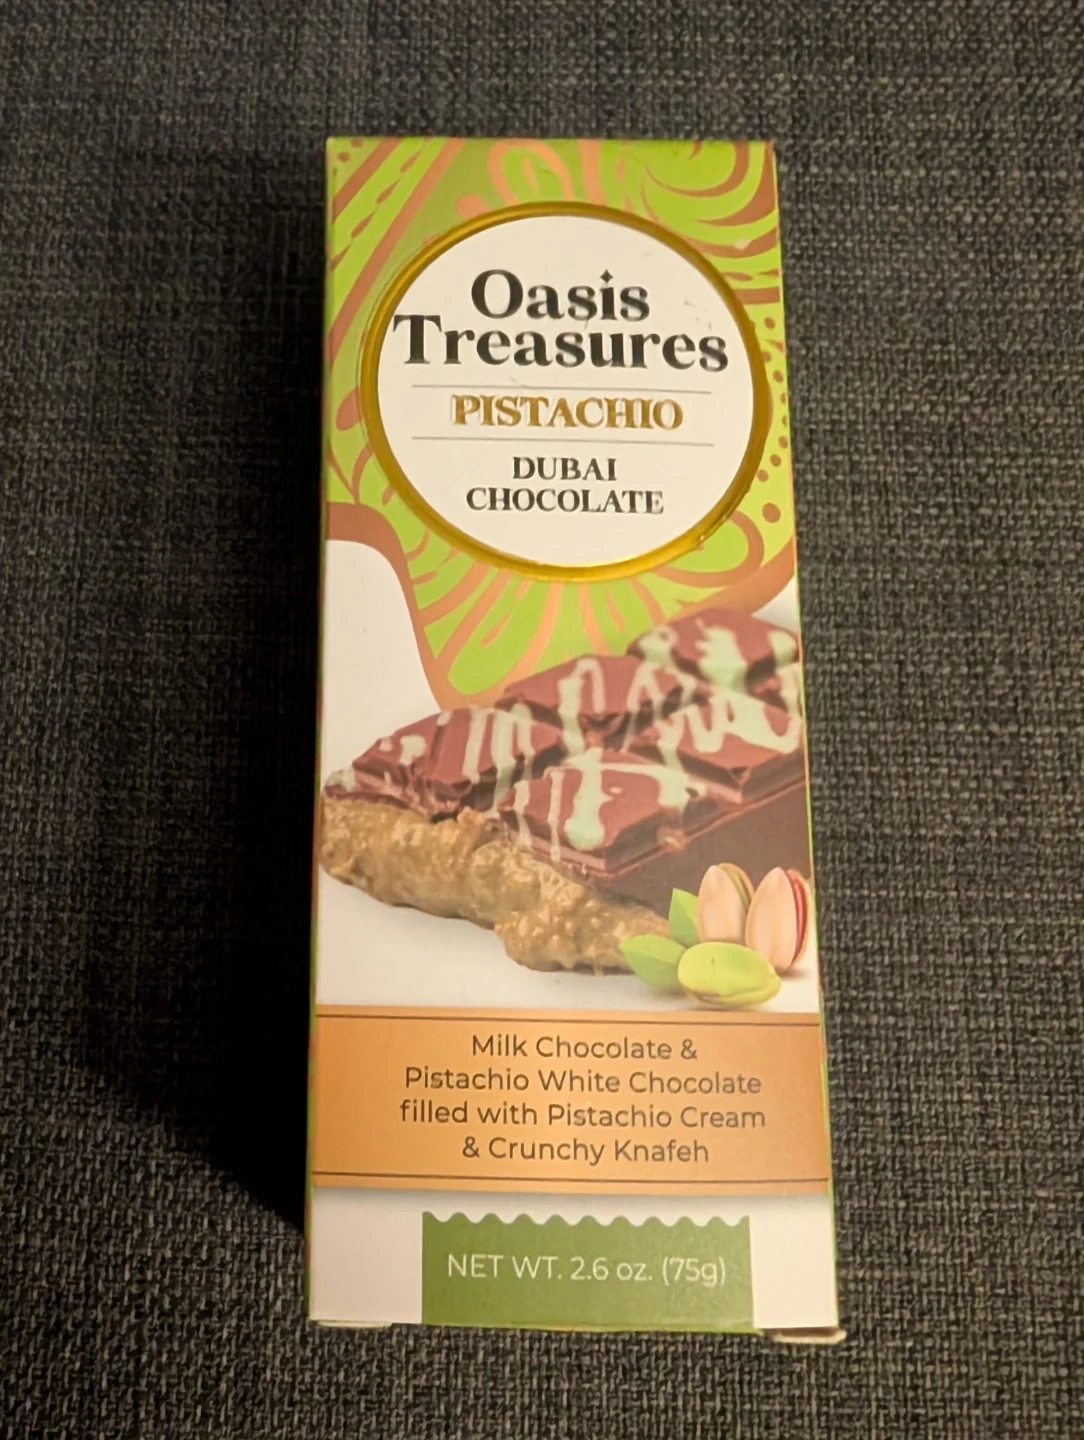 Oasis
Treasures
PISTACHIO
DUBAI
CHOCOLATE
Milk Chocolate &
Pistachio White Chocolate
filled with Pistachio Cream
& Crunchy Knafeh
NET WT. 2.6 oz. (75g)